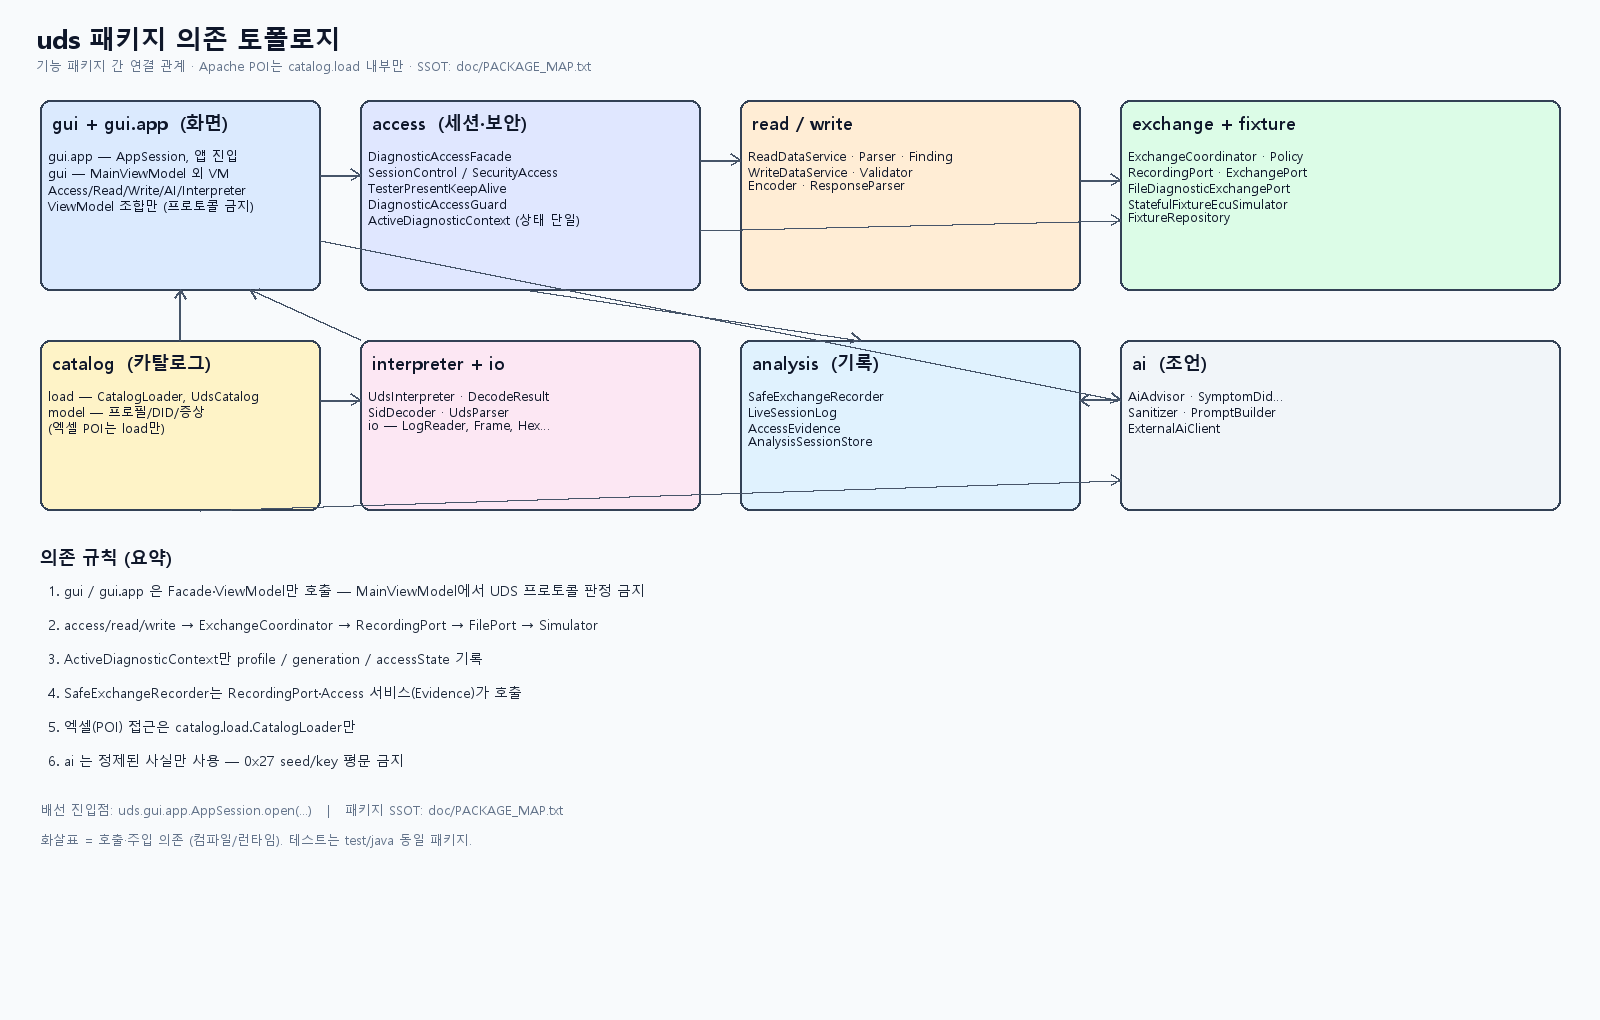 uds 패키지 의존 토폴로지
기능 패키지 간 연결 관계 · Apache POI는 catalog.load 내부만 · SSOT: doc/PACKAGE_MAP.txt
gui + gui.app (화면)
gui.app — AppSession, 앱 진입
gui — MainViewModel 외 VM
Access/Read/Write/AI/Interpreter
ViewModel 조합만 (프로토콜 금지)
access (세션·보안)
DiagnosticAccessFacade
SessionControl / SecurityAccess
TesterPresentKeepAlive
DiagnosticAccessGuard
ActiveDiagnosticContext (상태 단일)
read / write
ReadDataService · Parser · Finding
WriteDataService · Validator
Encoder · ResponseParser
exchange + fixture
ExchangeCoordinator · Policy
RecordingPort · ExchangePort
FileDiagnosticExchangePort
StatefulFixtureEcuSimulator
FixtureRepository
catalog (카탈로그)
load — CatalogLoader, UdsCatalog
model — 프로필/DID/증상
(엑셀 POI는 load만)
interpreter + io
UdsInterpreter · DecodeResult
SidDecoder · UdsParser
io — LogReader, Frame, Hex...
analysis (기록)
SafeExchangeRecorder
LiveSessionLog
AccessEvidence
AnalysisSessionStore
ai (조언)
AiAdvisor · SymptomDid...
Sanitizer · PromptBuilder
ExternalAiClient
의존 규칙 (요약)
1. gui / gui.app 은 Facade·ViewModel만 호출 — MainViewModel에서 UDS 프로토콜 판정 금지
2. access/read/write → ExchangeCoordinator → RecordingPort → FilePort → Simulator
3. ActiveDiagnosticContext만 profile / generation / accessState 기록
4. SafeExchangeRecorder는 RecordingPort·Access 서비스(Evidence)가 호출
5. 엑셀(POI) 접근은 catalog.load.CatalogLoader만
6. ai 는 정제된 사실만 사용 — 0x27 seed/key 평문 금지
배선 진입점: uds.gui.app.AppSession.open(...) | 패키지 SSOT: doc/PACKAGE_MAP.txt
화살표 = 호출·주입 의존 (컴파일/런타임). 테스트는 test/java 동일 패키지.